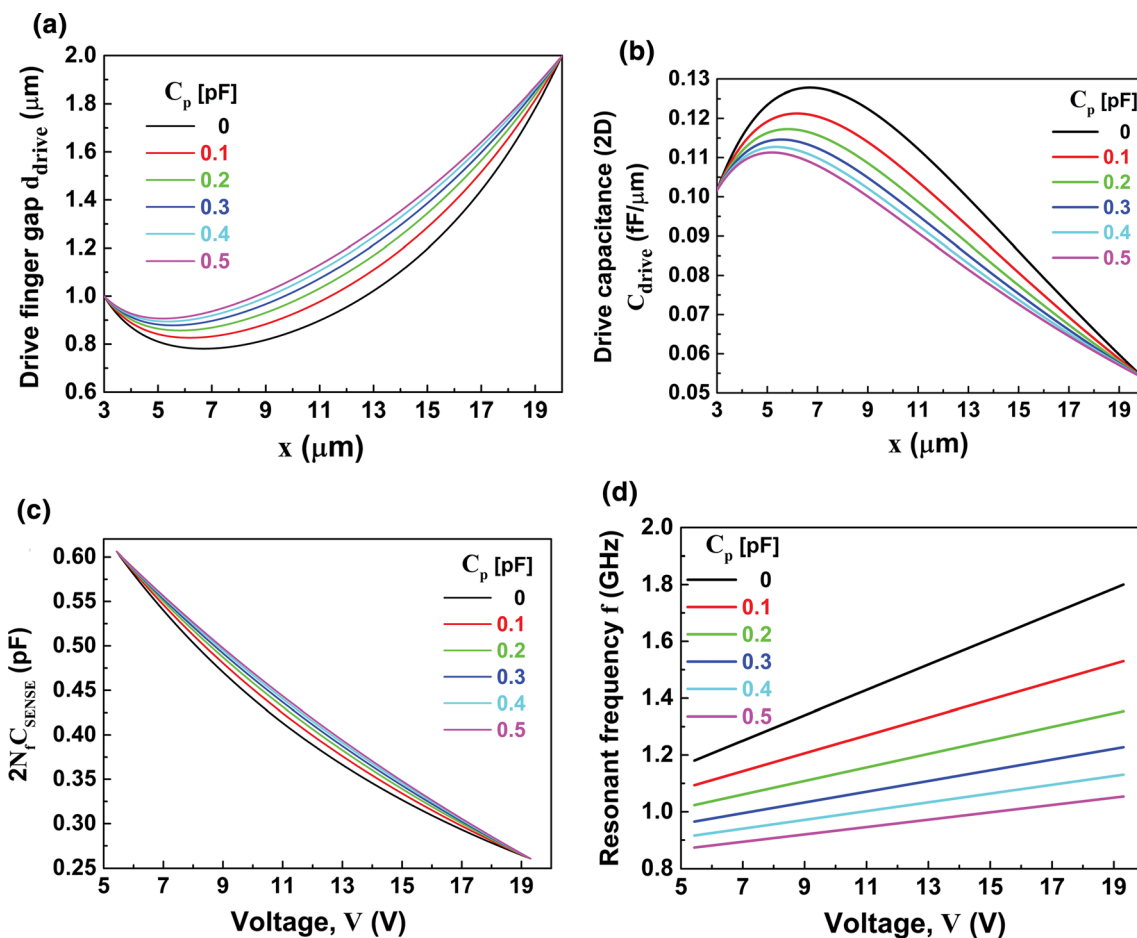 (a)
Drive finger gap d_drive (μm)
2.0
1.8
1.6
1.4
1.2
1.0
0.8
0.6
C_p [pF]
0
0.1
0.2
0.3
0.4
0.5
3 5 7 9 11 13 15 17 19
x (μm)
(b)
Drive capacitance (2D)
C_drive (fF/μm)
0.13
0.12
0.11
0.10
0.09
0.08
0.07
0.06
0.05
C_p [pF]
0
0.1
0.2
0.3
0.4
0.5
3 5 7 9 11 13 15 17 19
x (μm)
(c)
2N_f C_SENSE (pF)
0.60
0.55
0.50
0.45
0.40
0.35
0.30
0.25
C_p [pF]
0
0.1
0.2
0.3
0.4
0.5
5 7 9 11 13 15 17 19
Voltage, V (V)
(d)
Resonant frequency f (GHz)
2.0
1.8
1.6
1.4
1.2
1.0
0.8
C_p [pF]
0
0.1
0.2
0.3
0.4
0.5
5 7 9 11 13 15 17 19
Voltage, V (V)